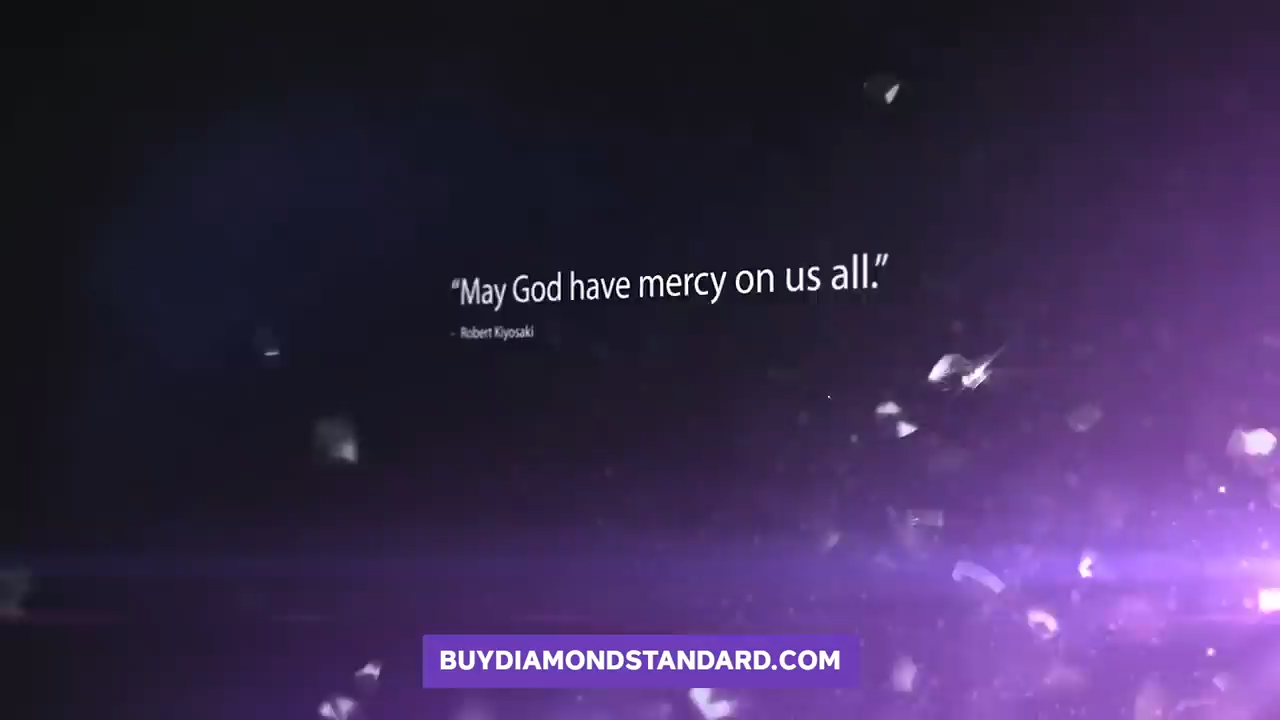 “May God have mercy on us all.”
- Robert Kiyosaki
BUYDIAMONDSTANDARD.COM